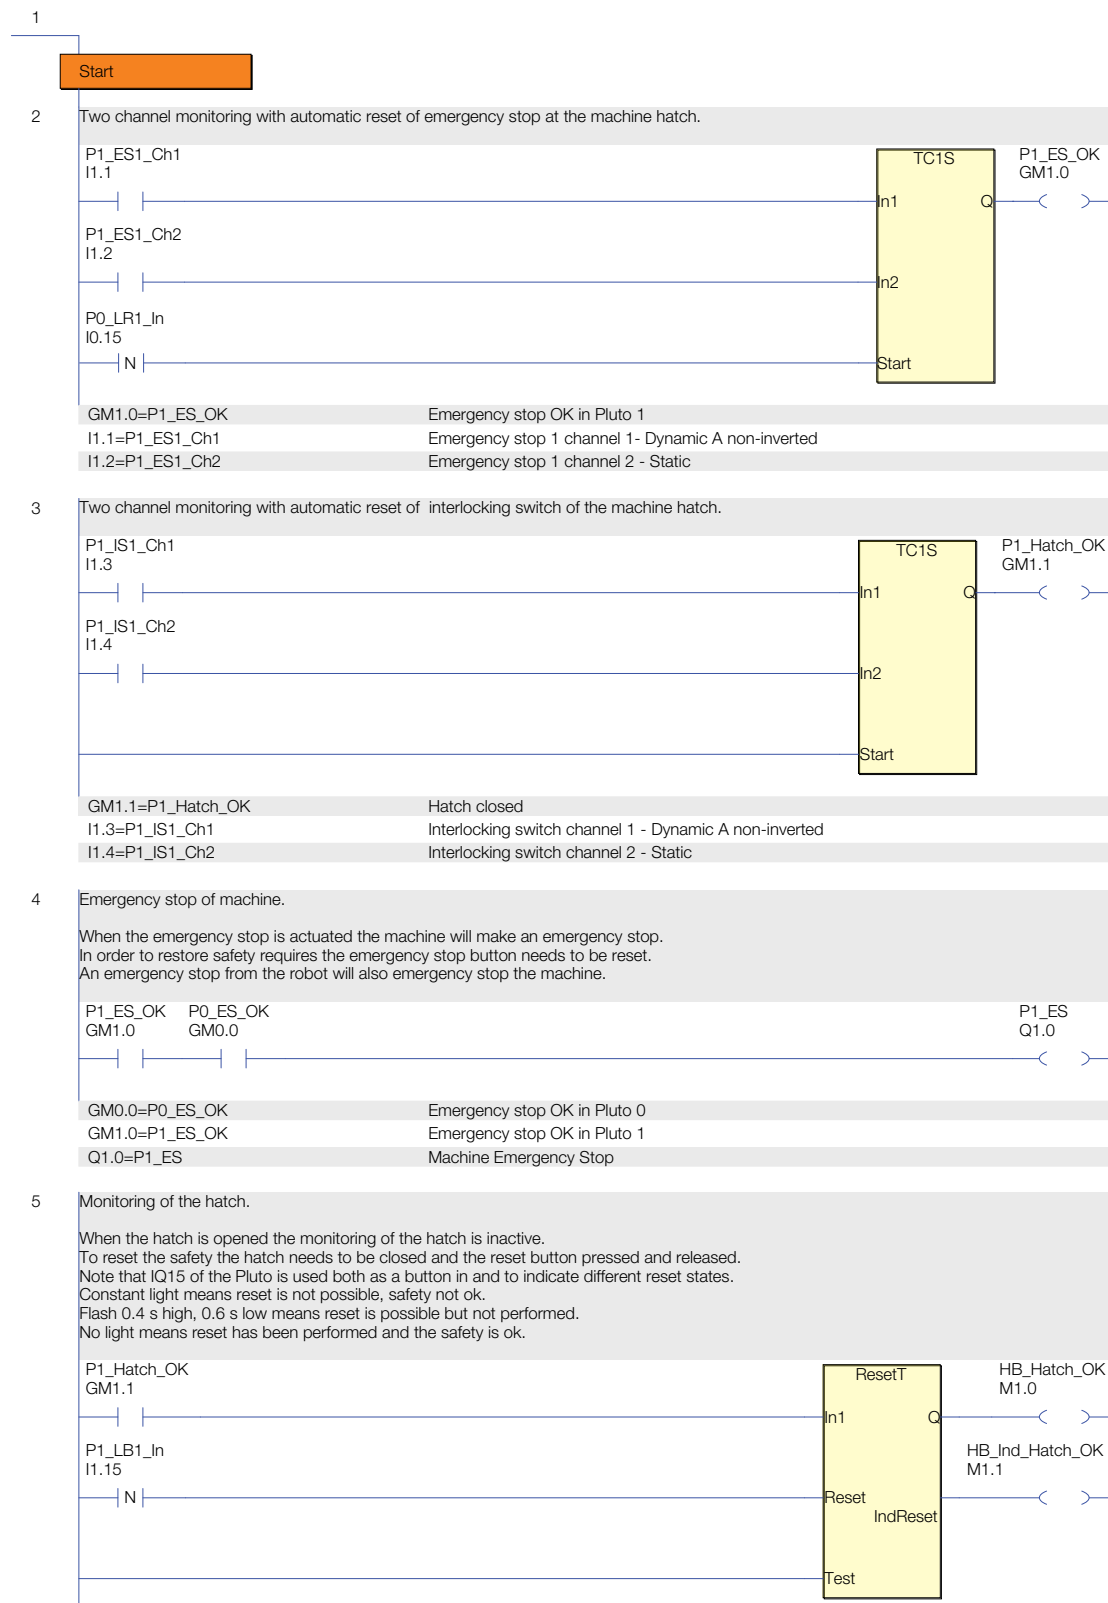 1
Start
2
Two channel monitoring with automatic reset of emergency stop at the machine hatch.
P1_ES1_Ch1
I1.1
TC1S
P1_ES_OK
GM1.0
In1
Q
P1_ES1_Ch2
I1.2
In2
P0_LR1_In
I0.15
N
Start
GM1.0=P1_ES_OK Emergency stop OK in Pluto 1
I1.1=P1_ES1_Ch1 Emergency stop 1 channel 1- Dynamic A non-inverted
I1.2=P1_ES1_Ch2 Emergency stop 1 channel 2 - Static
3
Two channel monitoring with automatic reset of interlocking switch of the machine hatch.
P1_IS1_Ch1
I1.3
TC1S
P1_Hatch_OK
GM1.1
In1
Q
P1_IS1_Ch2
I1.4
In2
Start
GM1.1=P1_Hatch_OK Hatch closed
I1.3=P1_IS1_Ch1 Interlocking switch channel 1 - Dynamic A non-inverted
I1.4=P1_IS1_Ch2 Interlocking switch channel 2 - Static
4
Emergency stop of machine.
When the emergency stop is actuated the machine will make an emergency stop.
In order to restore safety requires the emergency stop button needs to be reset.
An emergency stop from the robot will also emergency stop the machine.
P1_ES_OK P0_ES_OK P1_ES
GM1.0 GM0.0 Q1.0
GM0.0=P0_ES_OK Emergency stop OK in Pluto 0
GM1.0=P1_ES_OK Emergency stop OK in Pluto 1
Q1.0=P1_ES Machine Emergency Stop
5
Monitoring of the hatch.
When the hatch is opened the monitoring of the hatch is inactive.
To reset the safety the hatch needs to be closed and the reset button pressed and released.
Note that IQ15 of the Pluto is used both as a button in and to indicate different reset states.
Constant light means reset is not possible, safety not ok.
Flash 0.4 s high, 0.6 s low means reset is possible but not performed.
No light means reset has been performed and the safety is ok.
P1_Hatch_OK
GM1.1
ResetT
HB_Hatch_OK
M1.0
In1
Q
P1_LB1_In
I1.15
HB_Ind_Hatch_OK
M1.1
N
Reset
IndReset
Test